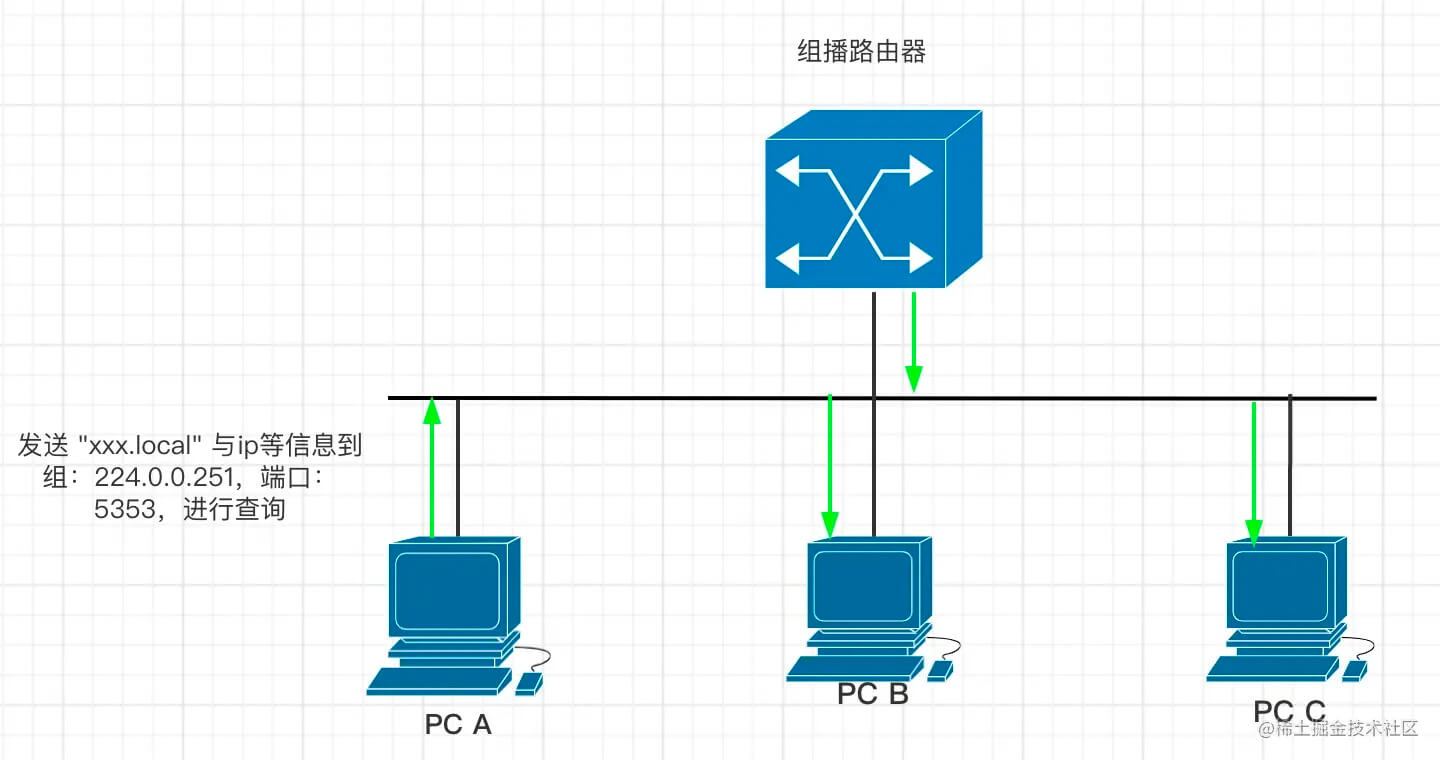 组播路由器
发送 "xxx.local" 与ip等信息到
组：224.0.0.251，端口：
5353，进行查询
PC A
PC B
PC C
@稀土掘金技术社区